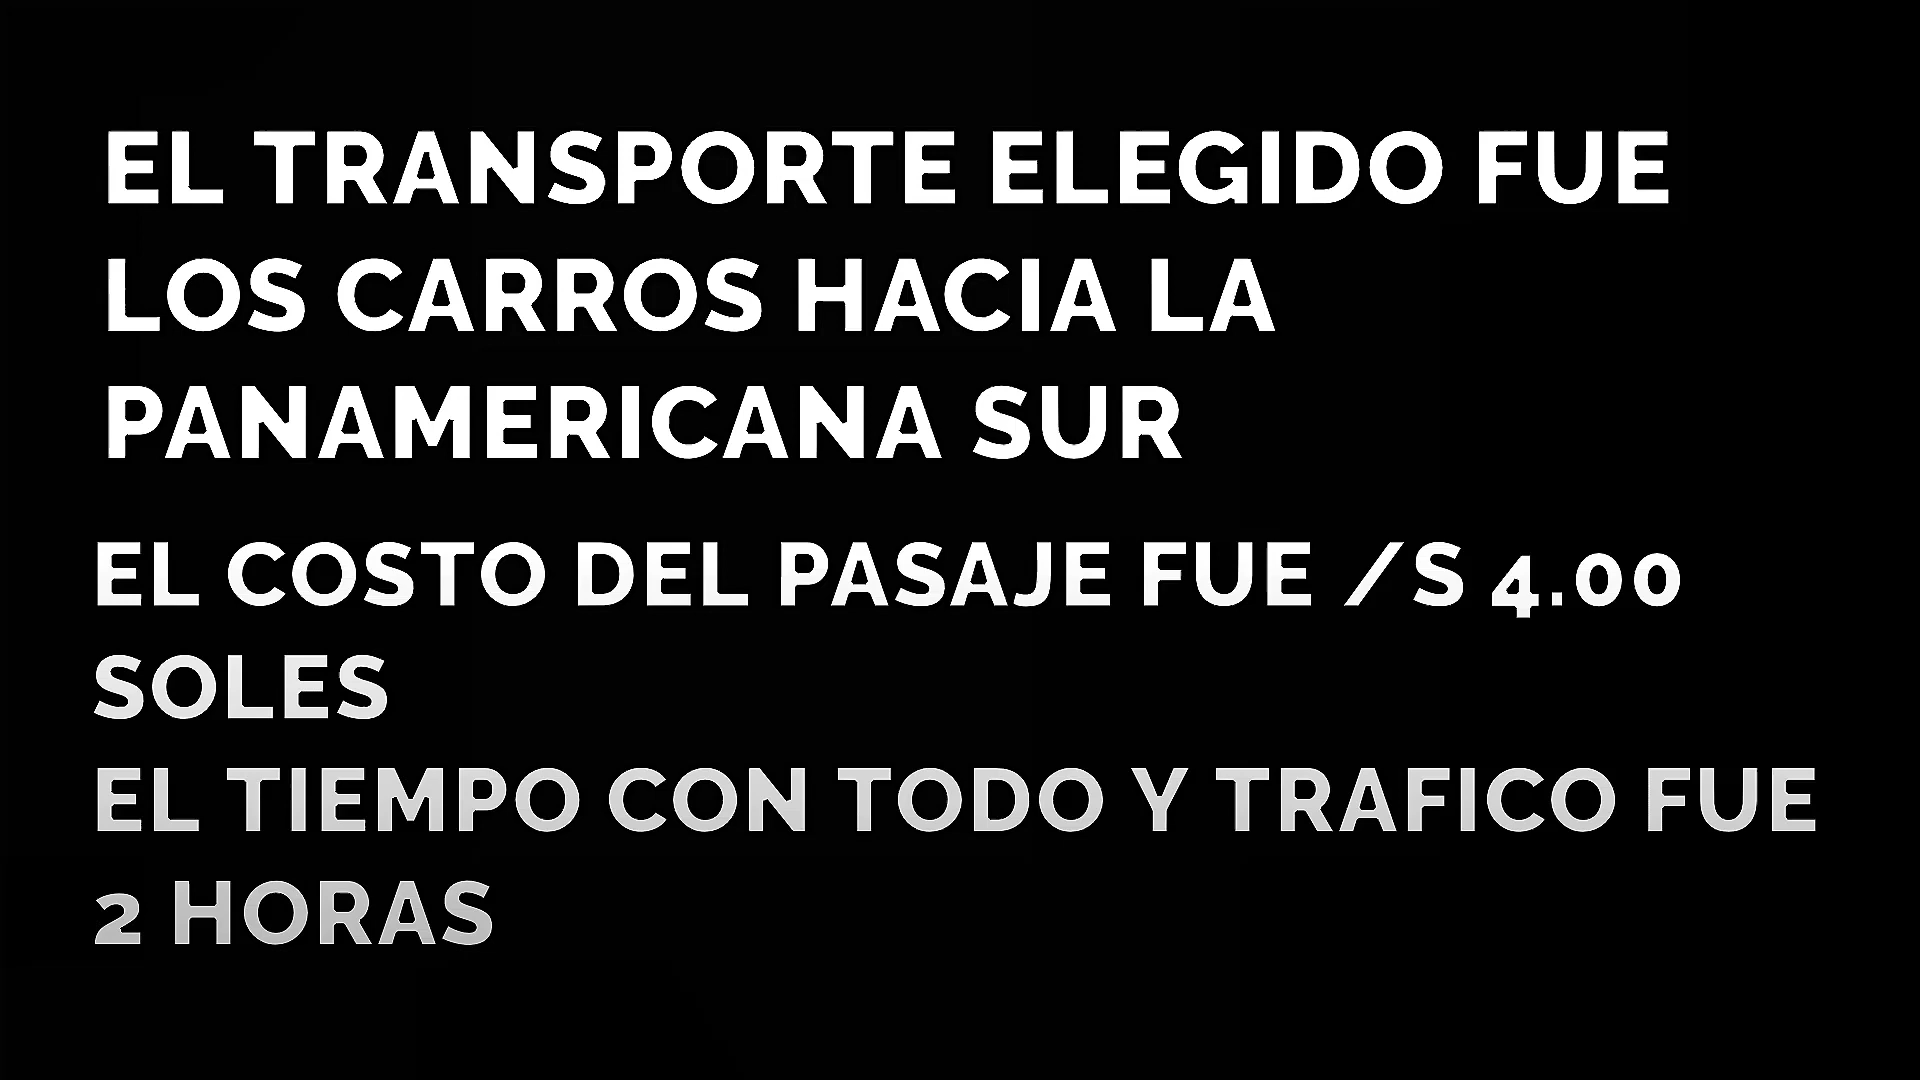 EL TRANSPORTE ELEGIDO FUE
LOS CARROS HACIA LA
PANAMERICANA SUR
EL COSTO DEL PASAJE FUE /S 4.00
SOLES
EL TIEMPO CON TODO Y TRAFICO FUE
2 HORAS